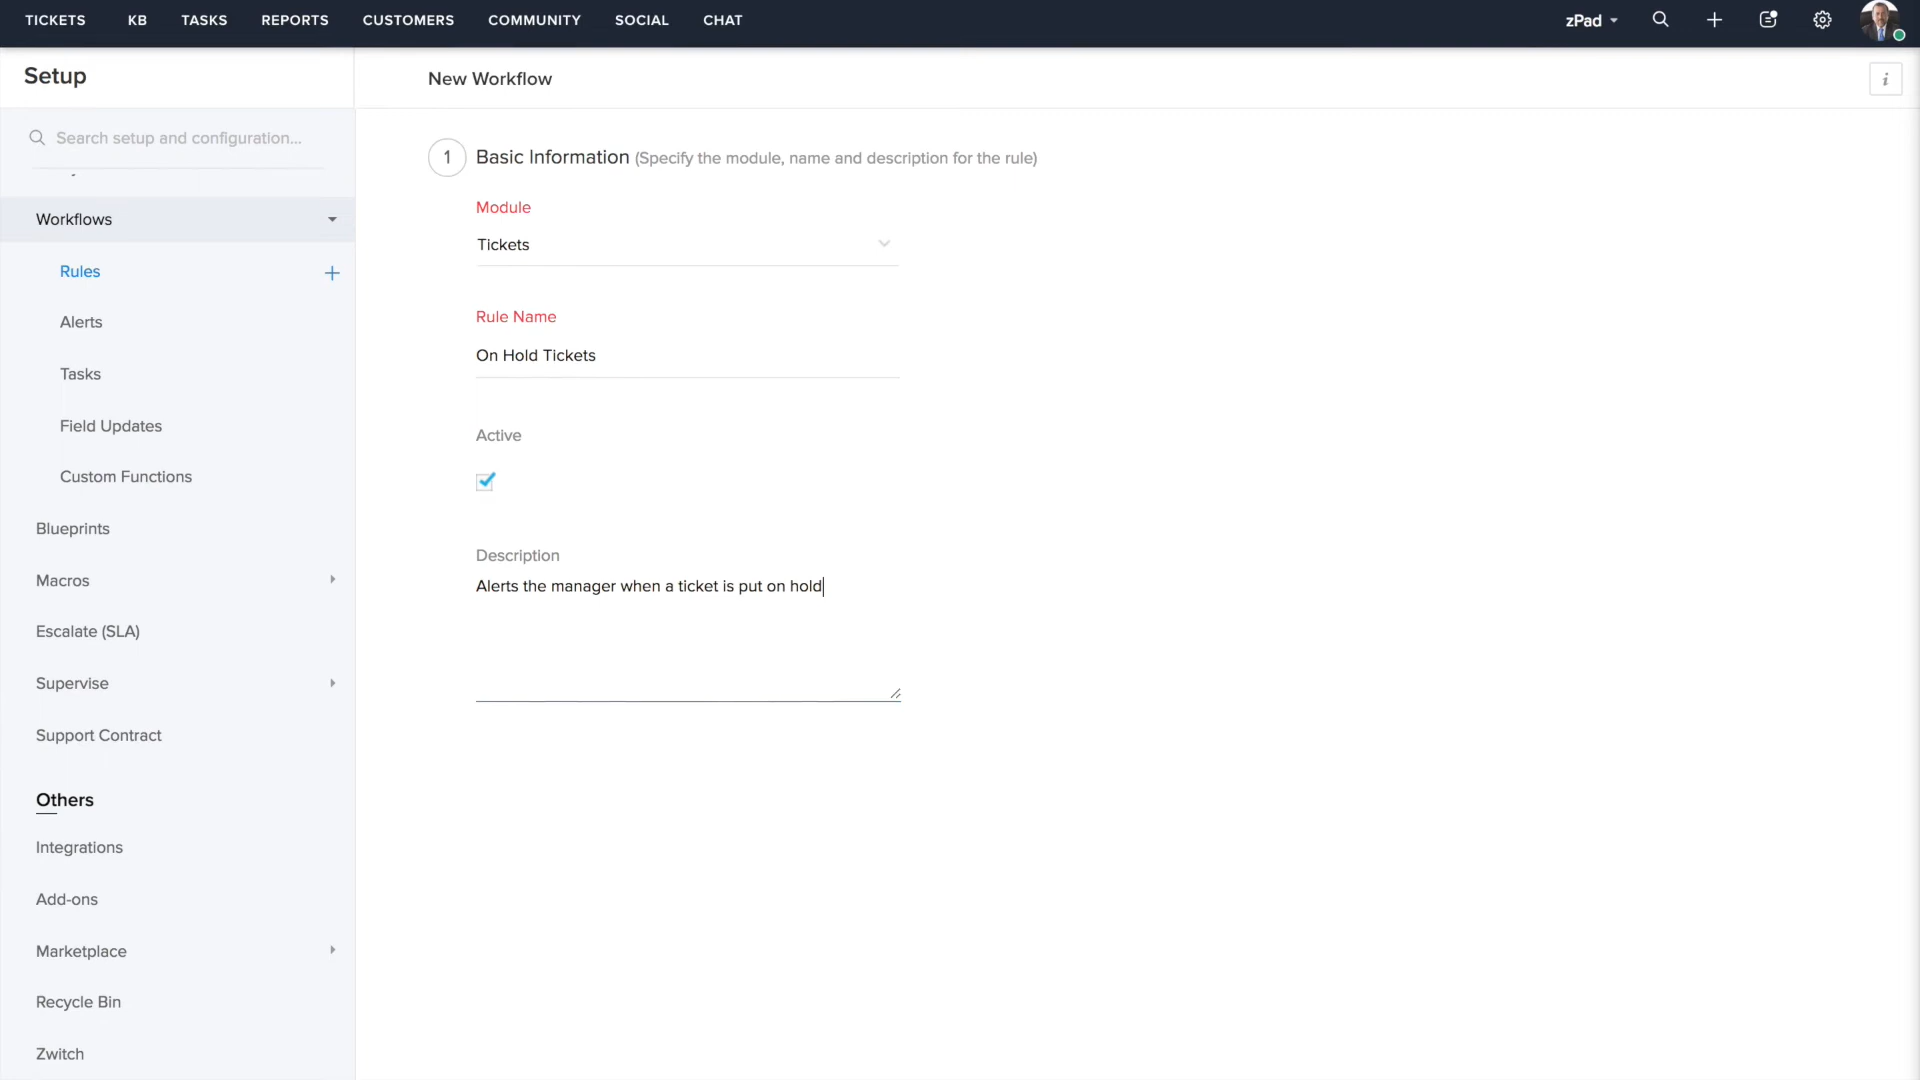 TICKETS KB TASKS REPORTS CUSTOMERS COMMUNITY SOCIAL CHAT zPad
Setup
New Workflow
i
Search setup and configuration...
1 Basic Information (Specify the module, name and description for the rule)
Module
Workflows
Tickets
Rules
Rule Name
Alerts
On Hold Tickets
Tasks
Field Updates
Active
Custom Functions
Blueprints
Description
Macros
Alerts the manager when a ticket is put on hold
Escalate (SLA)
Supervise
Support Contract
Others
Integrations
Add-ons
Marketplace
Recycle Bin
Zwitch